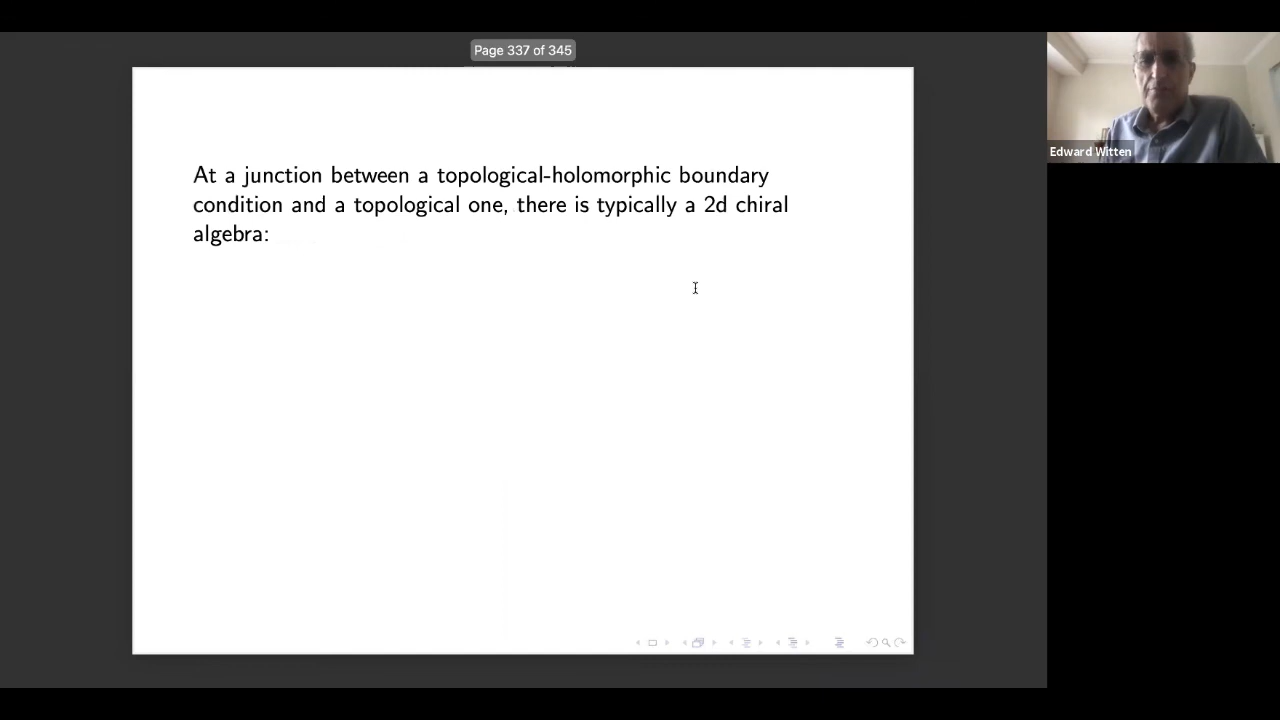 Page 337 of 345
At a junction between a topological-holomorphic boundary
condition and a topological one, there is typically a 2d chiral
algebra:
Edward Witten